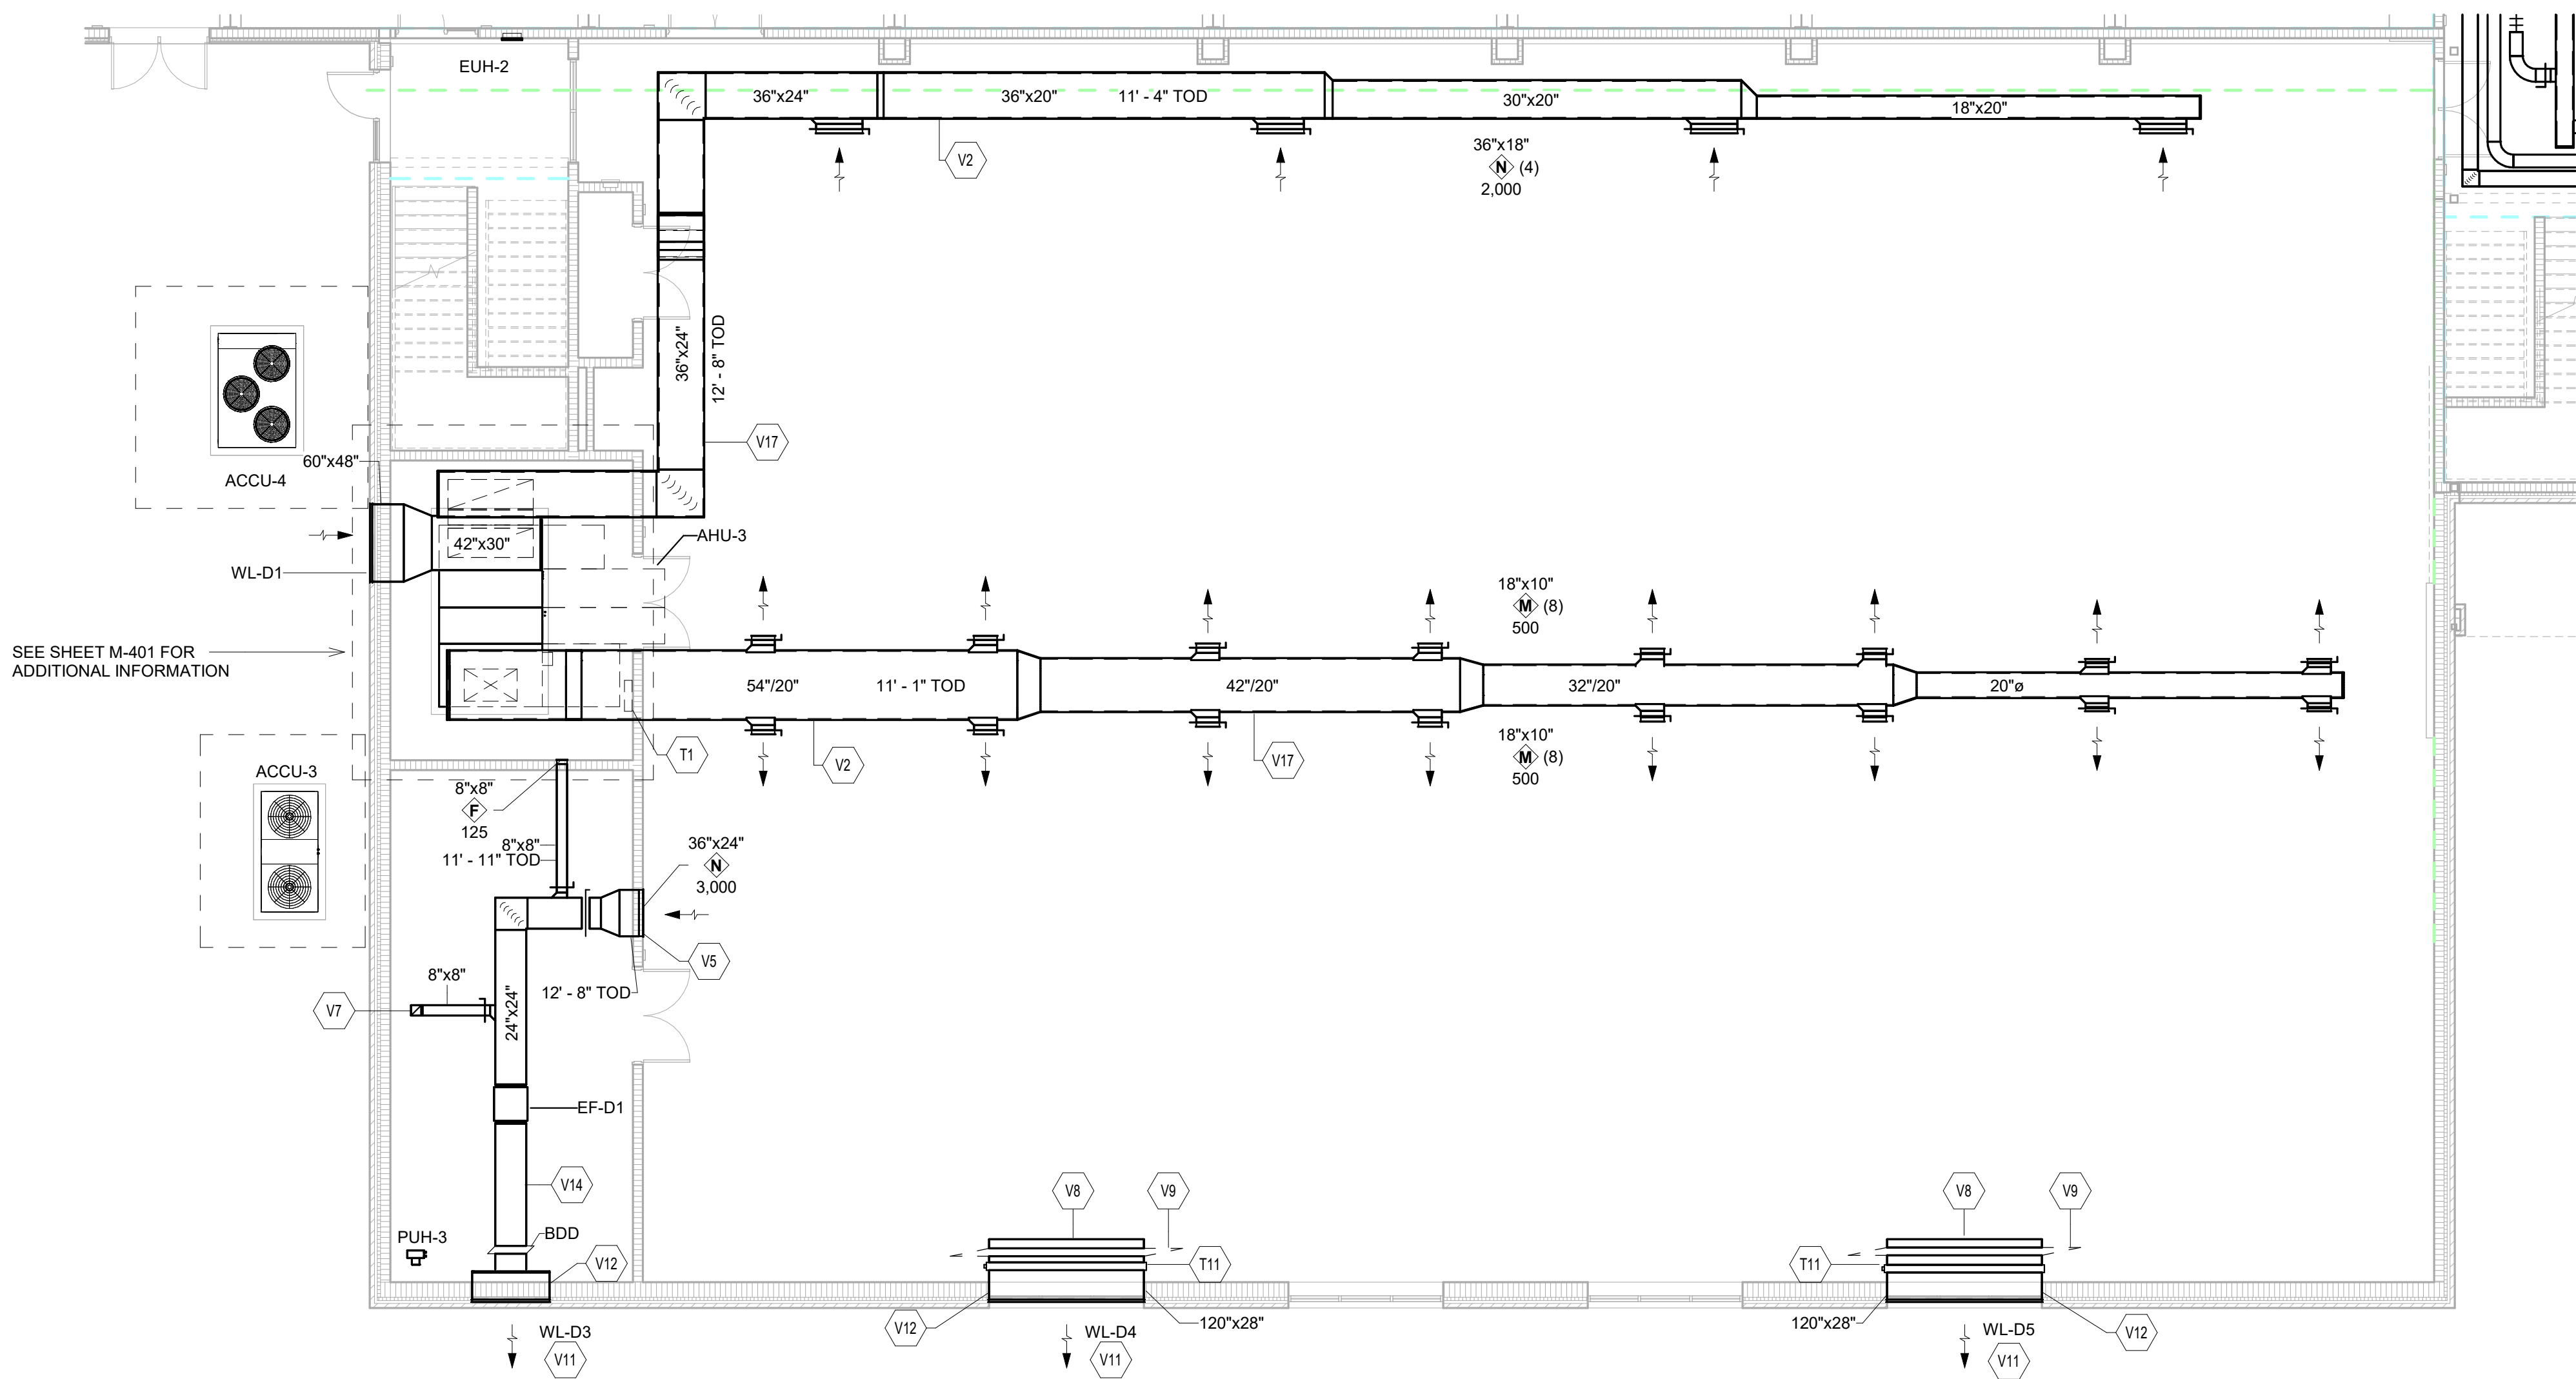 EUH-2
36"x24"
36"x20"
11' - 4" TOD
30"x20"
18"x20"
V2
36"x18"
N (4)
2,000
36"x24"
12' - 8" TOD
V17
60"x48"
ACCU-4
42"x30"
AHU-3
WL-D1
SEE SHEET M-401 FOR
ADDITIONAL INFORMATION
18"x10"
M (8)
500
54"/20"
11' - 1" TOD
42"/20"
32"/20"
20"ø
18"x10"
M (8)
500
T1
V2
V17
ACCU-3
8"x8"
F
125
8"x8"
11' - 11" TOD
36"x24"
N
3,000
V5
12' - 8" TOD
8"x8"
V7
24"x24"
EF-D1
V14
PUH-3
BDD
V12
V8
V9
T11
V12
120"x28"
V8
V9
T11
120"x28"
V12
WL-D3
V11
WL-D4
V11
WL-D5
V11